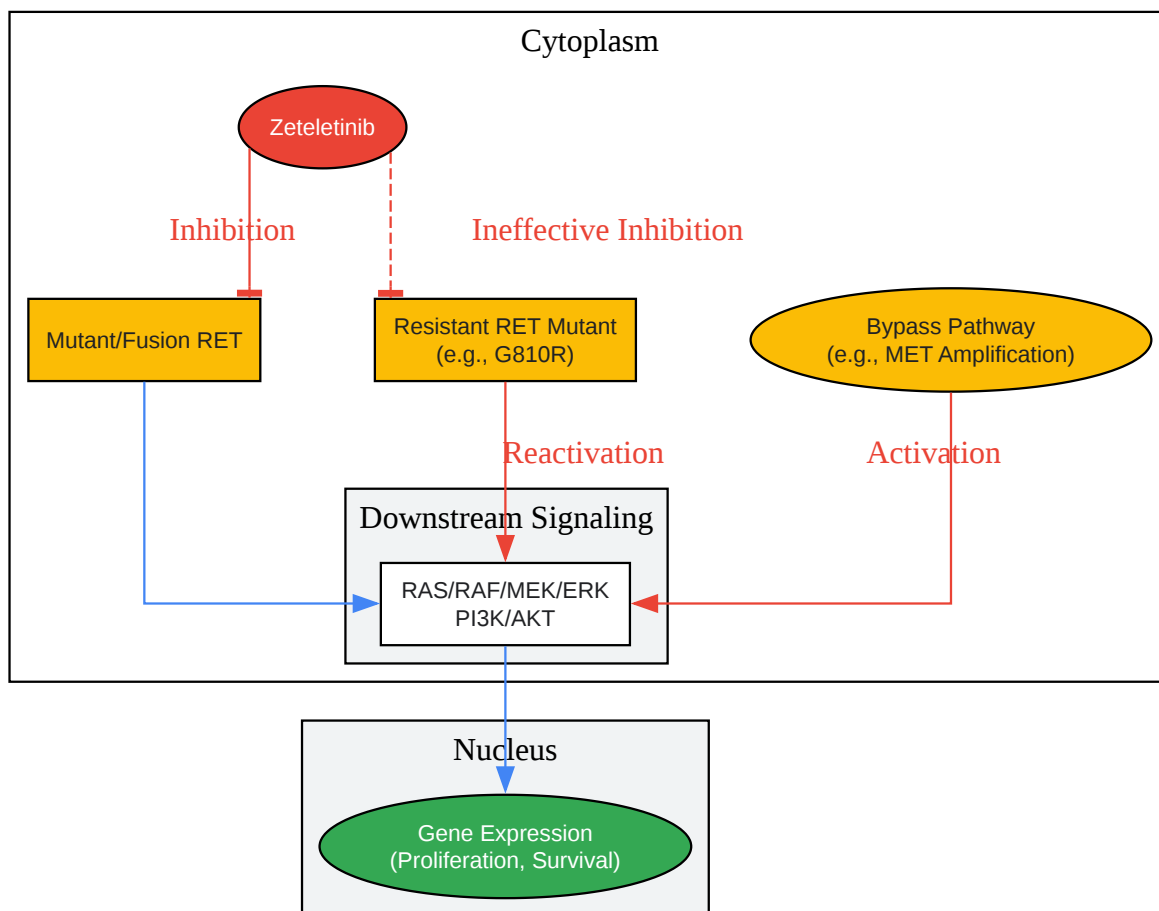 Cytoplasm
Zeteletinib
Inhibition
Ineffective Inhibition
Mutant/Fusion RET
Resistant RET Mutant
(e.g., G810R)
Bypass Pathway
(e.g., MET Amplification)
Reactivation
Activation
Downstream Signaling
RAS/RAF/MEK/ERK
PI3K/AKT
Nucleus
Gene Expression
(Proliferation, Survival)